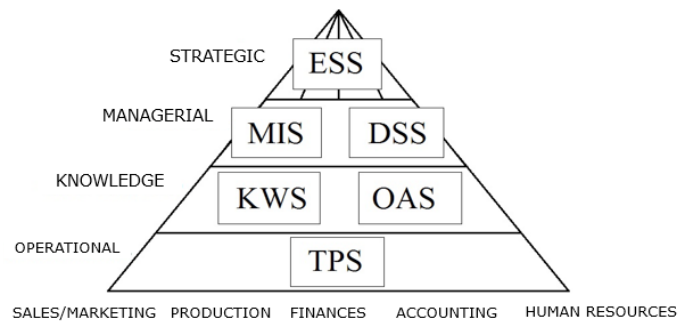 STRATEGIC
ESS
MANAGERIAL
MIS
DSS
KNOWLEDGE
KWS
OAS
OPERATIONAL
TPS
SALES/MARKETING PRODUCTION FINANCES ACCOUNTING HUMAN RESOURCES